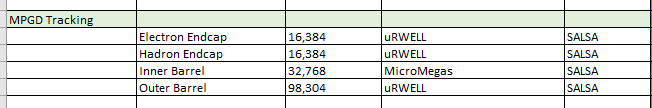 MPGD Tracking
Electron Endcap 16,384 uRWELL SALSA
Hadron Endcap 16,384 uRWELL SALSA
Inner Barrel 32,768 MicroMegas SALSA
Outer Barrel 98,304 uRWELL SALSA